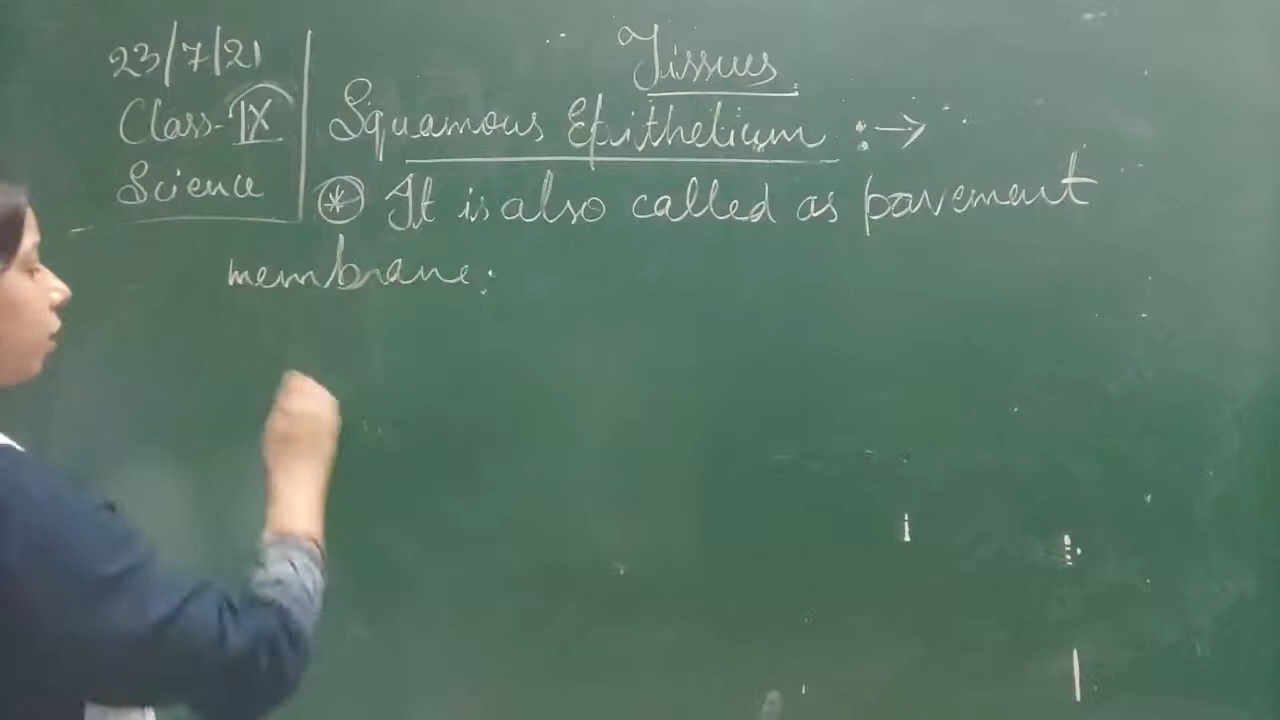 23/7/21
Class-IX
Science
Tissues
Squamous Epithelium :→
* It is also called as pavement
membrane.